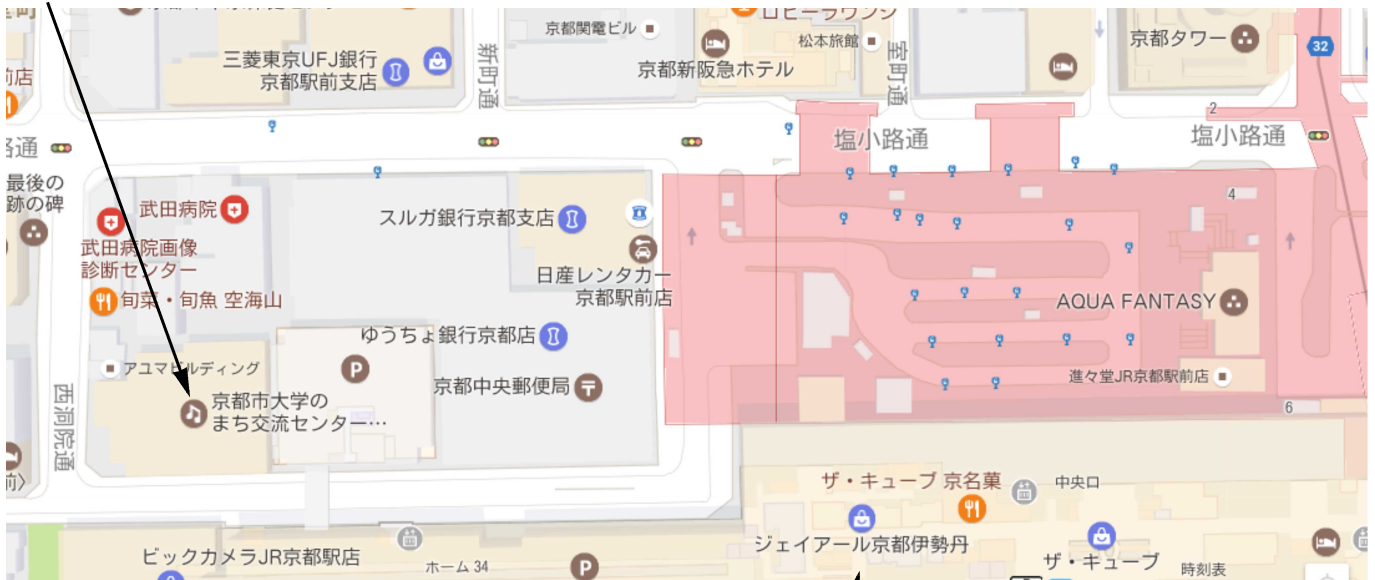 京都関電ビル
ロビーラウンジ
三菱東京UFJ銀行
京都駅前支店
新町通
松本旅館
京都新阪急ホテル
室町通
京都タワー
32
前店
2
路通
塩小路通
塩小路通
最後の
跡の碑
武田病院
武田病院画像
診断センター
旬菜・旬魚 空海山
スルガ銀行京都支店
日産レンタカー
京都駅前店
4
AQUA FANTASY
ゆうちょ銀行京都店
京都中央郵便局
P
アユマビルディング
京都市大学の
まち交流センター…
西洞院通
進々堂JR京都駅前店
6
前〉
ザ・キューブ 京名菓
中央口
ジェイアール京都伊勢丹
ザ・キューブ
時刻表
ビックカメラJR京都駅店
ホーム 34
P